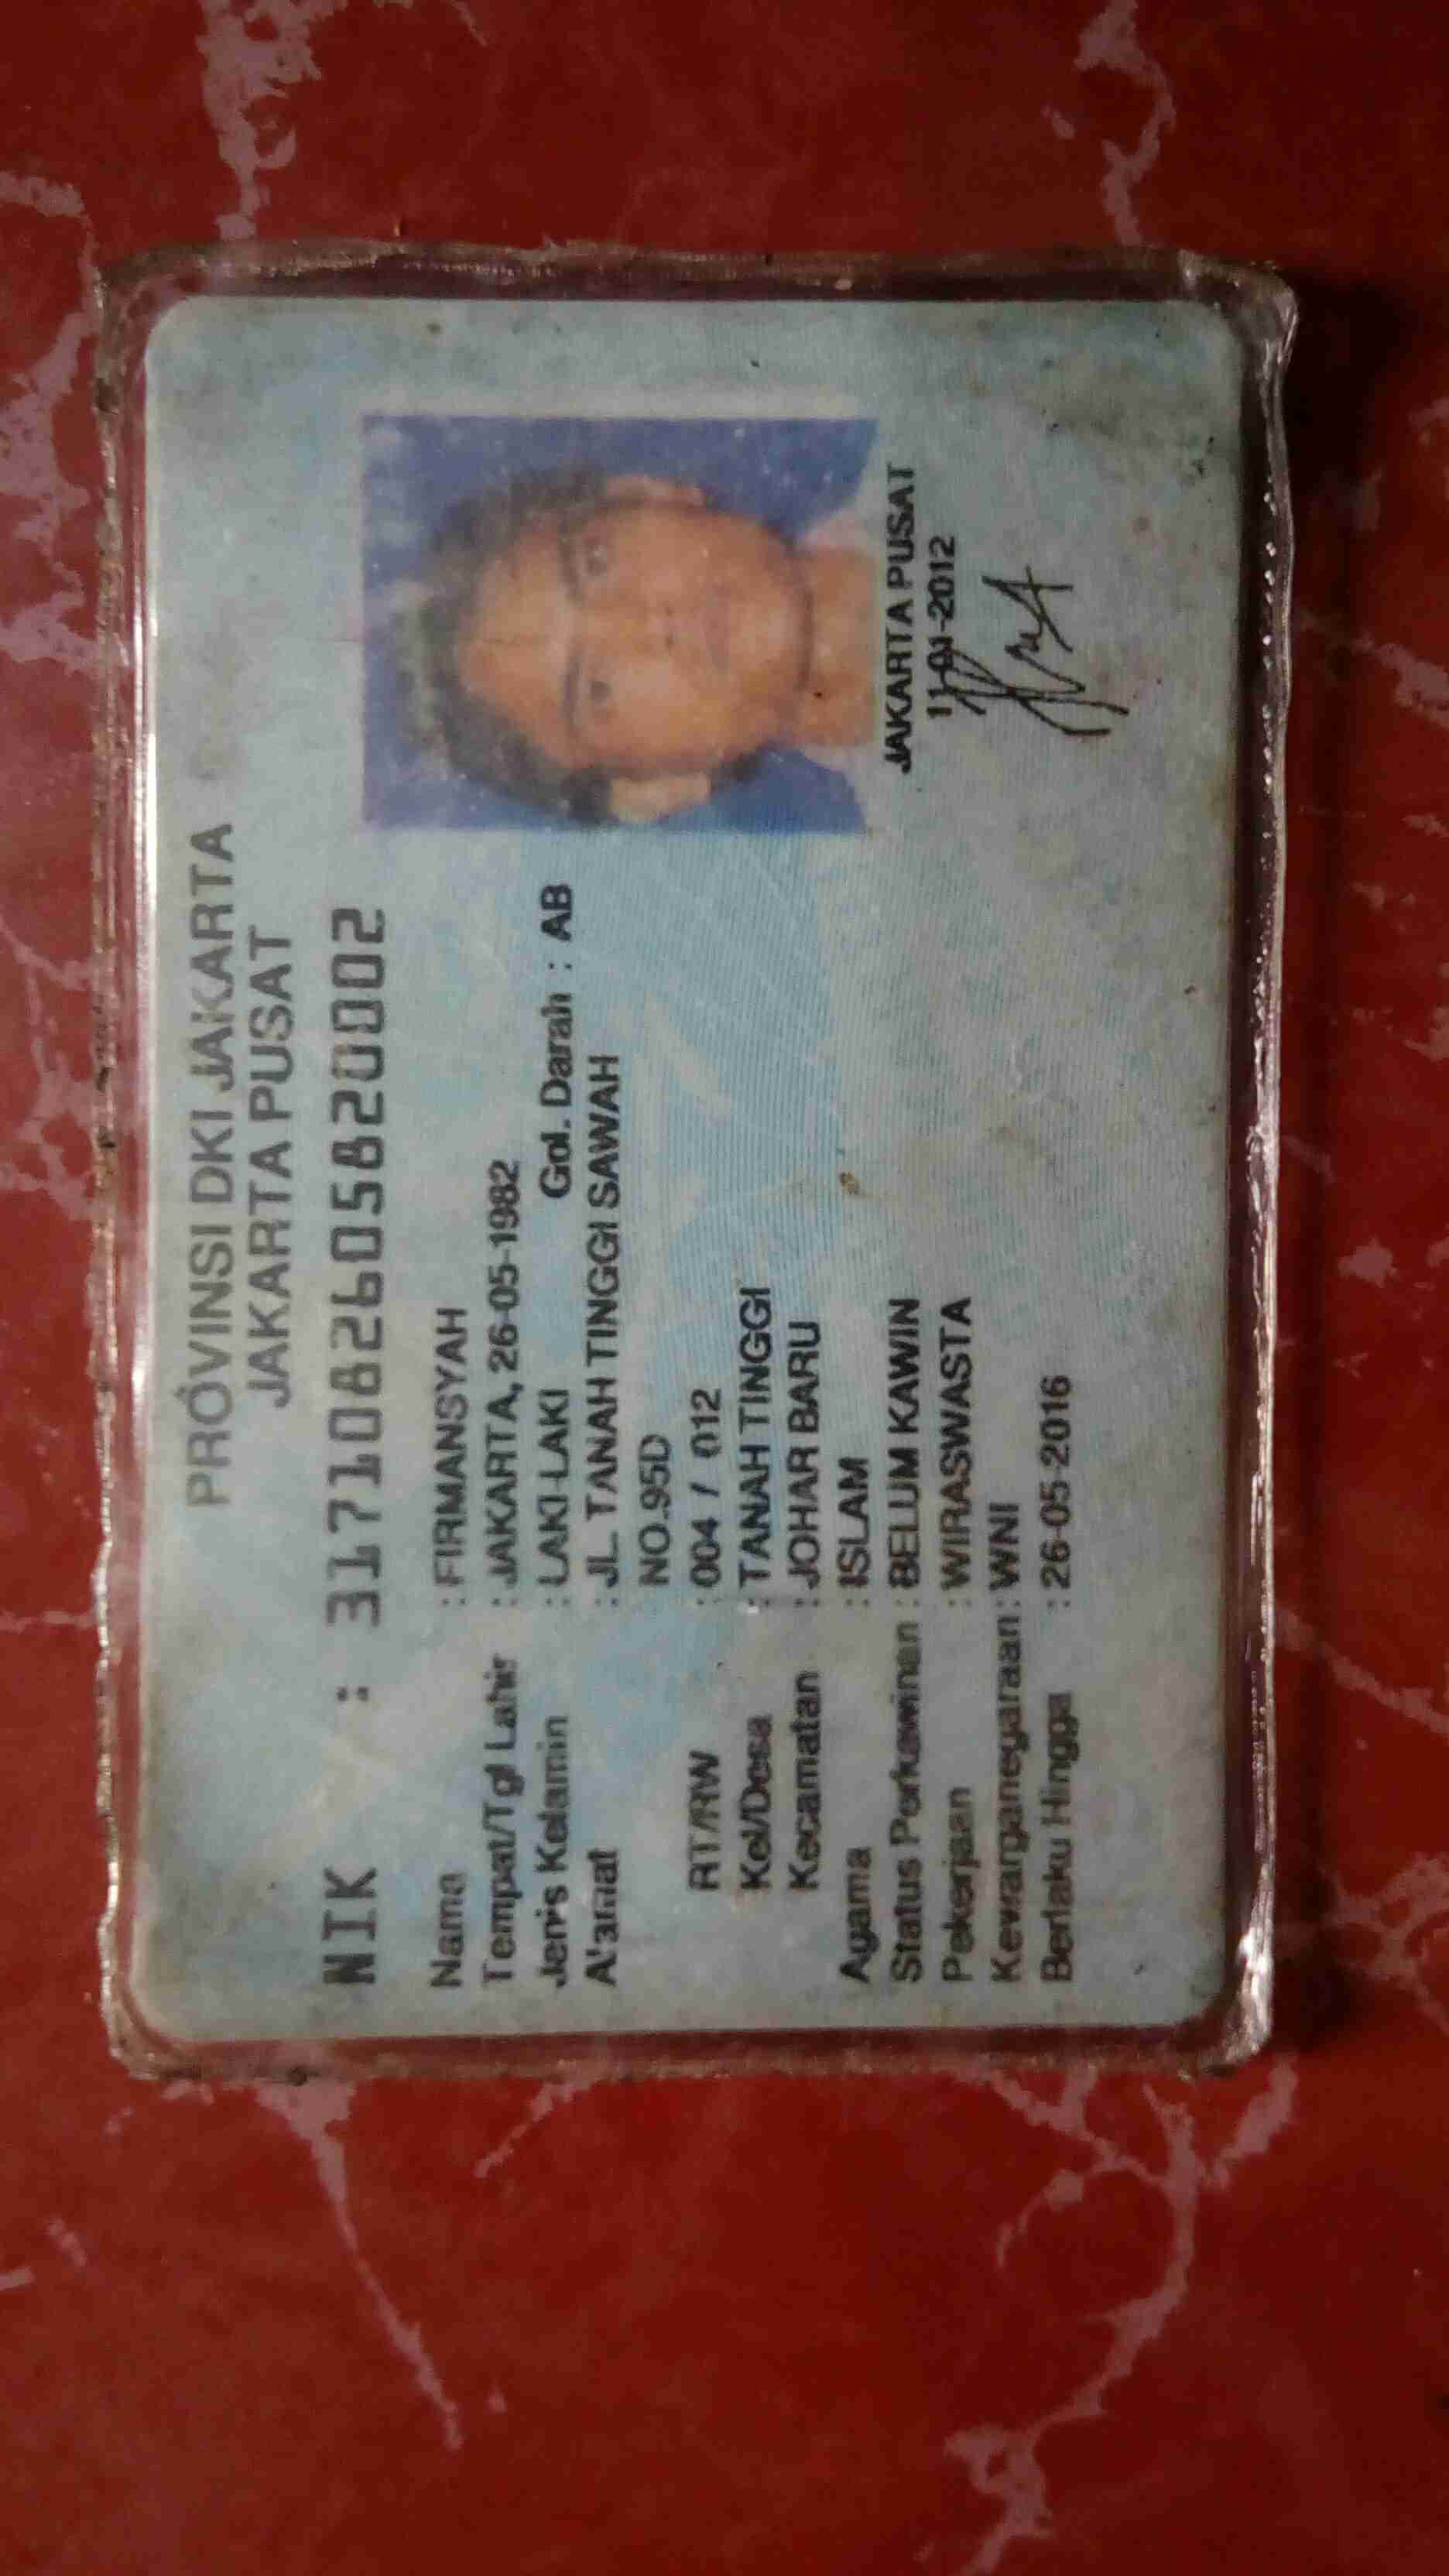 PROVINSI DKI JAKARTA
JAKARTA PUSAT
NIK : 3171082605820002
Nama : FIRMANSYAH
Tempat/Tgl Lahir : JAKARTA, 26-05-1982
Jenis Kelamin : LAKI-LAKI Gol. Darah : AB
Alamat : JL. TANAH TINGGI SAWAH
NO.95D
RT/RW : 004 / 012
Kel/Desa : TANAH TINGGI
Kecamatan : JOHAR BARU
Agama : ISLAM
Status Perkawinan : BELUM KAWIN
Pekerjaan : WIRASWASTA
Kewarganegaraan : WNI
Berlaku Hingga : 26-05-2016
JAKARTA PUSAT
11-01-2012